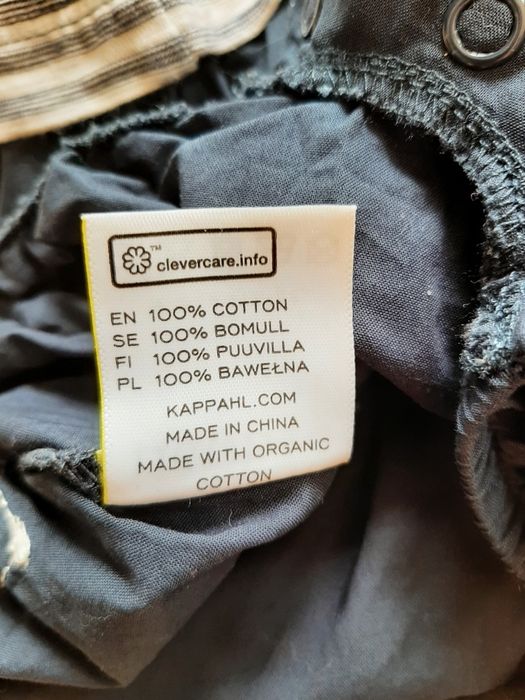 ™
clevercare.info
EN 100% COTTON
SE 100% BOMULL
FI 100% PUUVILLA
PL 100% BAWEŁNA
KAPPAHL.COM
MADE IN CHINA
MADE WITH ORGANIC
COTTON